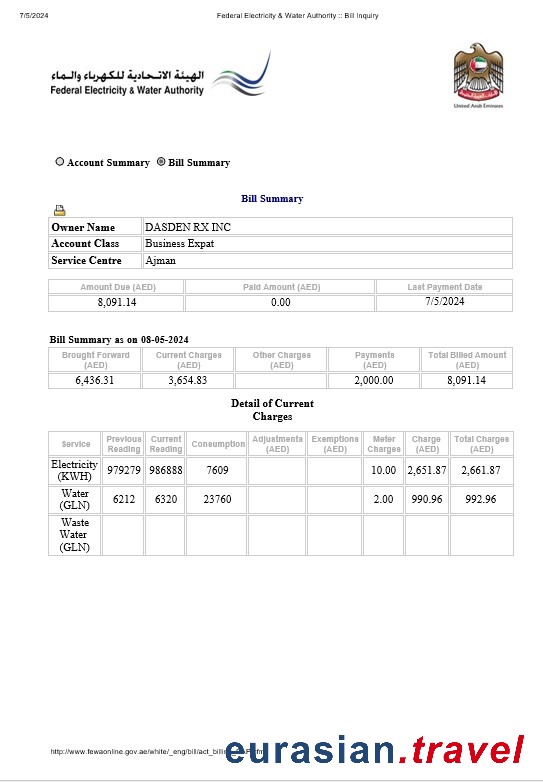 7/5/2024 Federal Electricity & Water Authority :: Bill Inquiry
الهيئة الاتحادية للكهرباء والماء
Federal Electricity & Water Authority
United Arab Emirates
Account Summary Bill Summary
Bill Summary
Owner Name DASDEN RX INC
Account Class Business Expat
Service Centre Ajman
Amount Due (AED) Paid Amount (AED) Last Payment Date
8,091.14 0.00 7/5/2024
Bill Summary as on 08-05-2024
Brought Forward (AED) Current Charges (AED) Other Charges (AED) Payments (AED) Total Billed Amount (AED)
6,436.31 3,654.83 2,000.00 8,091.14
Detail of Current
Charges
Service Previous Reading Current Reading Consumption Adjustments (AED) Exemptions (AED) Meter Charges Charge (AED) Total Charges (AED)
Electricity (KWH) 979279 986888 7609 10.00 2,651.87 2,661.87
Water (GLN) 6212 6320 23760 2.00 990.96 992.96
Waste Water (GLN)
http://www.fewaonline.gov.ae/white/_eng/bill/act_billin
eurasian.travel